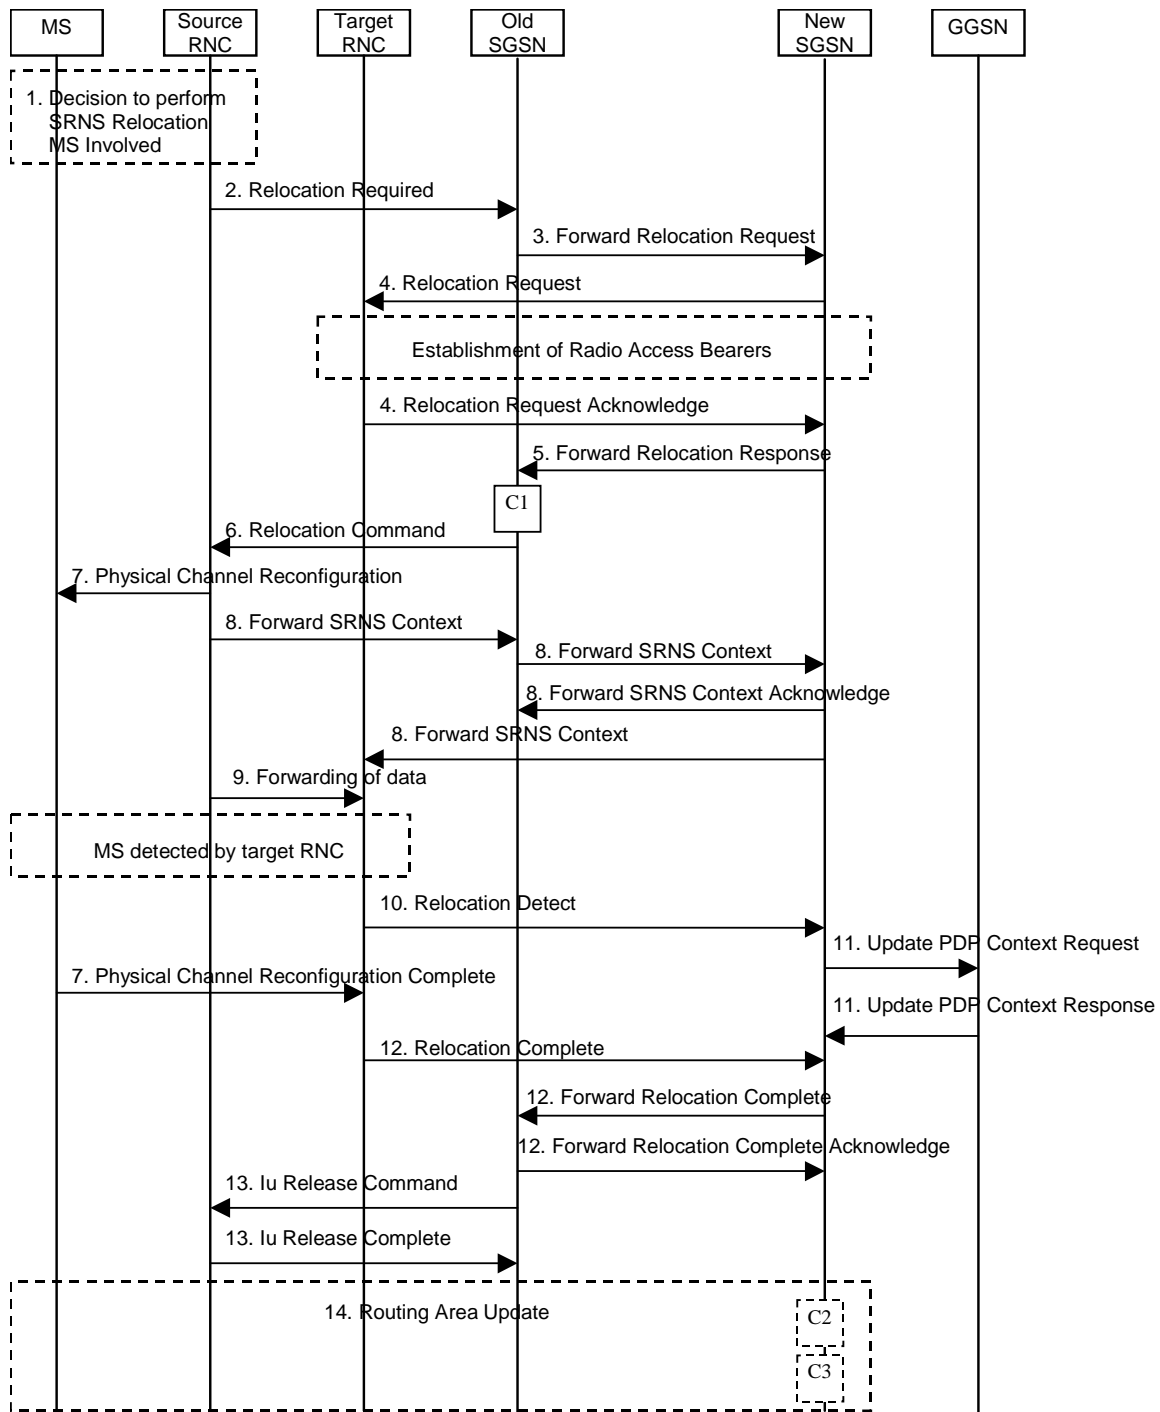 MS
Source
RNC
Target
RNC
Old
SGSN
New
SGSN
GGSN
1. Decision to perform
SRNS Relocation
MS Involved
2. Relocation Required
3. Forward Relocation Request
4. Relocation Request
Establishment of Radio Access Bearers
4. Relocation Request Acknowledge
5. Forward Relocation Response
C1
6. Relocation Command
7. Physical Channel Reconfiguration
8. Forward SRNS Context
8. Forward SRNS Context
8. Forward SRNS Context Acknowledge
8. Forward SRNS Context
9. Forwarding of data
MS detected by target RNC
10. Relocation Detect
11. Update PDP Context Request
7. Physical Channel Reconfiguration Complete
11. Update PDP Context Response
12. Relocation Complete
12. Forward Relocation Complete
12. Forward Relocation Complete Acknowledge
13. Iu Release Command
13. Iu Release Complete
14. Routing Area Update
C2
C3